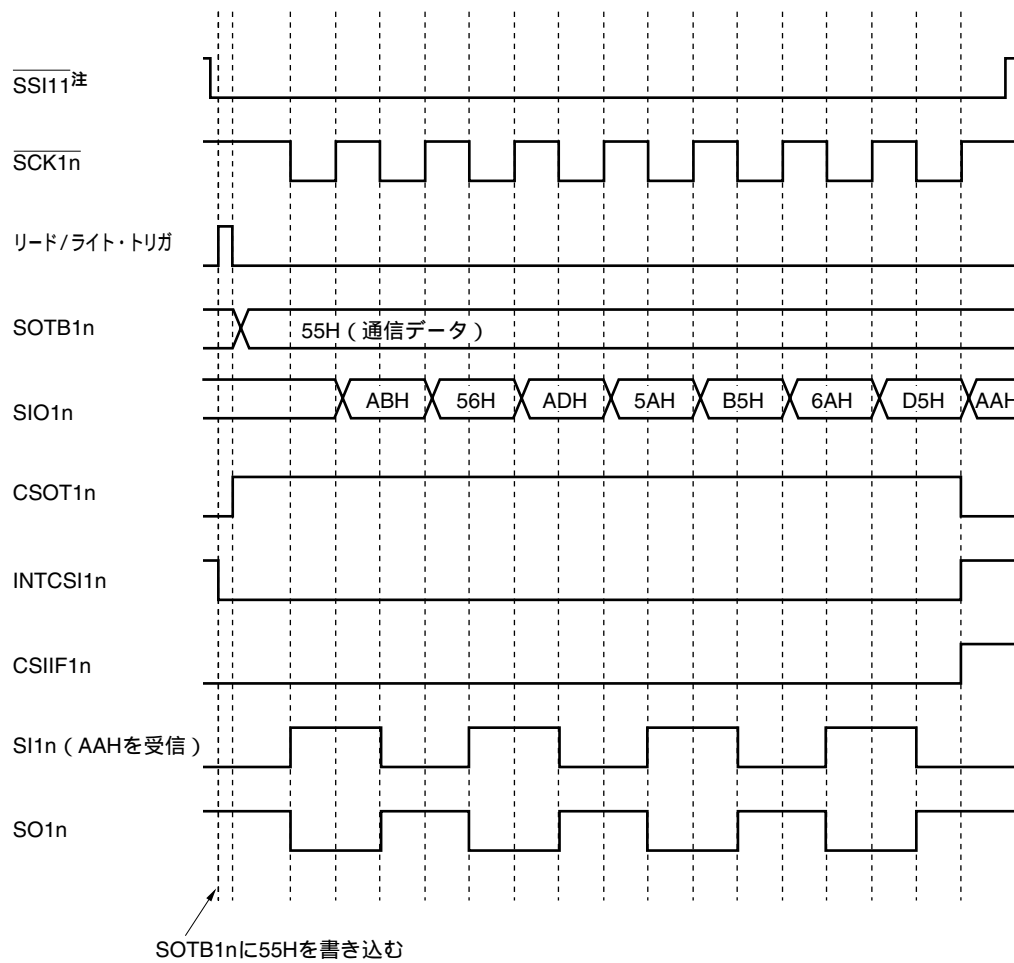 SSI11注
SCK1n
リード/ライト・トリガ
SOTB1n
55H（通信データ）
SIO1n
ABH 56H ADH 5AH B5H 6AH D5H AAH
CSOT1n
INTCSI1n
CSIIF1n
SI1n（AAHを受信）
SO1n
SOTB1nに55Hを書き込む